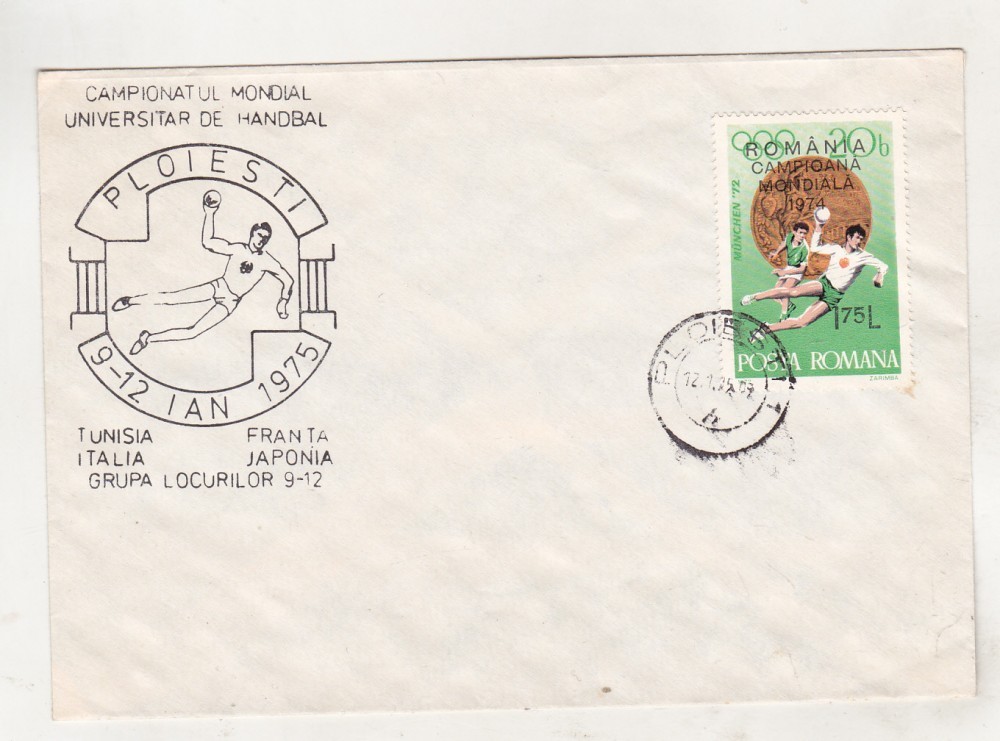 CAMPIONATUL MONDIAL
UNIVERSITAR DE HANDBAL
PLOIESTI
9-12 IAN 1975
TUNISIA FRANTA
ITALIA JAPONIA
GRUPA LOCURILOR 9-12
20b
ROMÂNIA
CAMPIOANĂ
MONDIALĂ
1974
MÜNCHEN '72
1.75L
POSTA ROMANA
ZARIMBA
PLOIESTI 1
12.1.75